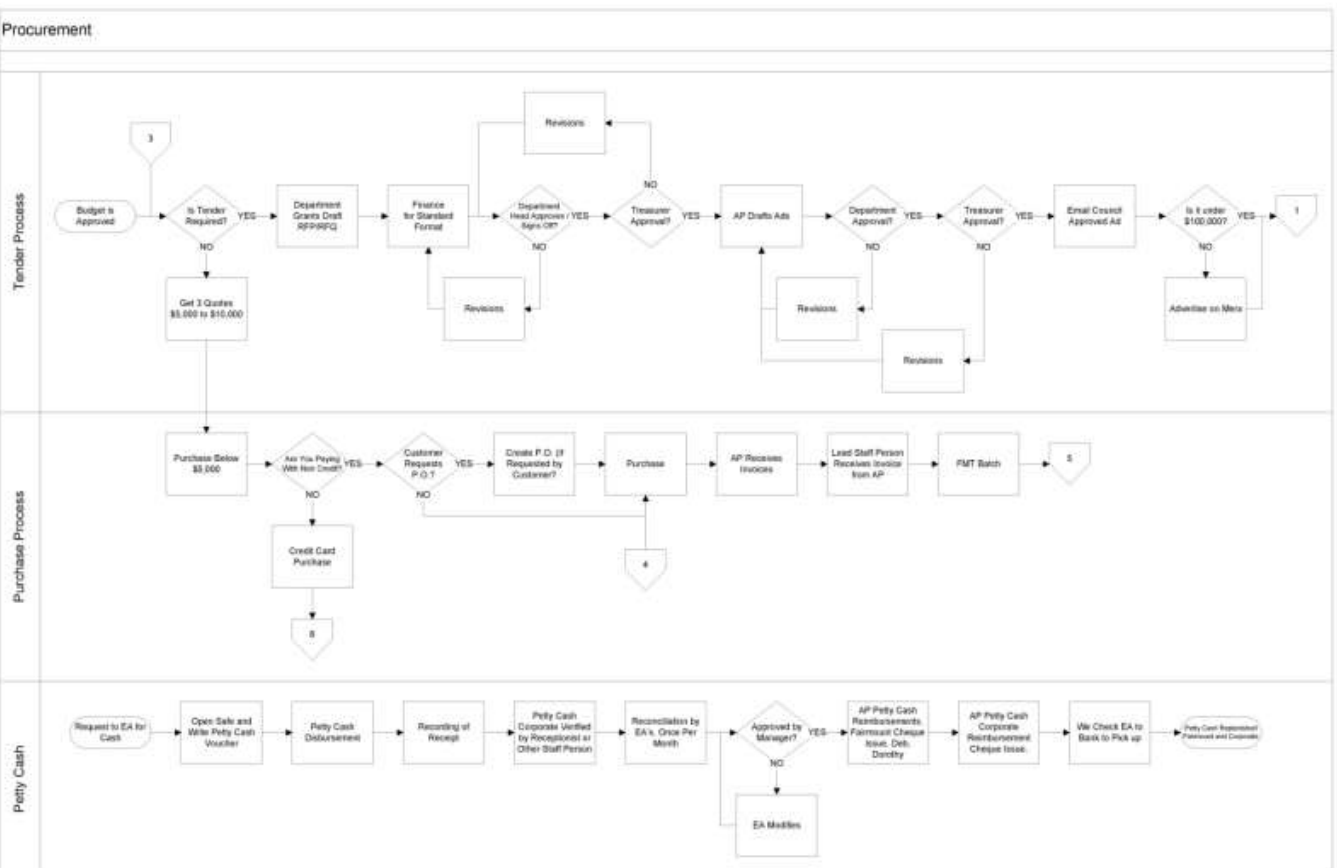 Procurement
Tender Process
3
Budget is
Approved
Is Tender
Required?
YES
NO
Get 3 Quotes
$5,000 to $10,000
Department
Grants Draft
RFP/RFQ
Finance
for Standard
Format
Revisions
Department
Head Approves /
Signs Off?
YES
NO
Revisions
NO
Treasurer
Approval?
YES
AP Drafts Ads
Department
Approval?
YES
NO
Revisions
Treasurer
Approval?
YES
NO
Revisions
Email Council
Approved Ad
Is it under
$100,000?
YES
NO
1
Advertise on Merx
Purchase Process
Purchase Below
$5,000
Are You Paying
With Non Credit?
YES
NO
Credit Card
Purchase
Customer
Requests
P.O.?
YES
NO
Create P.O. (if
Requested by
Customer?
Purchase
4
AP Receives
Invoices
Lead Staff Person
Receives Invoice
from AP
FMT Batch
5
Petty Cash
Request to EA for
Cash
Open Safe and
Write Petty Cash
Voucher
Petty Cash
Disbursement
Recording of
Receipt
Petty Cash
Corporate Verified
by Receptionist or
Other Staff Person
Reconciliation by
EA's, Once Per
Month
Approved by
Manager?
YES
NO
EA Modifies
AP Petty Cash
Reimbursements
Fairmount Cheque
Issue, Deb,
Dorothy
AP Petty Cash
Corporate
Reimbursement
Cheque Issue.
We Check EA to
Bank to Pick up
Petty Cash Replenished
and Corporate